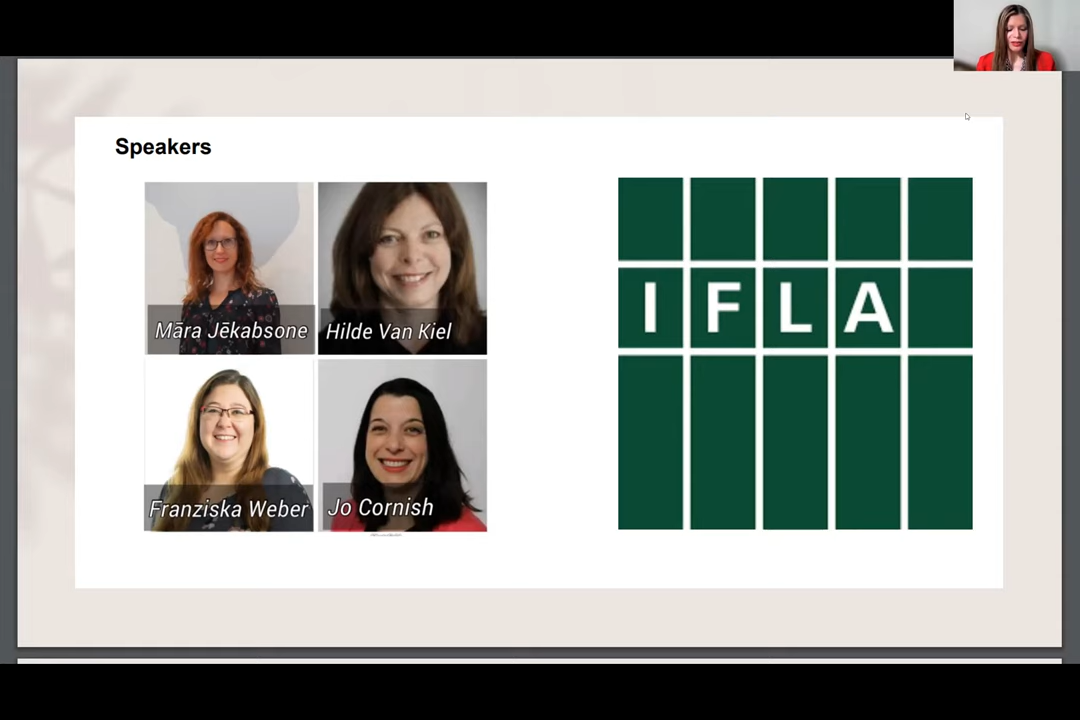 Speakers
Māra Jēkabsone
Hilde Van Kiel
Franziska Weber
Jo Cornish
IFLA